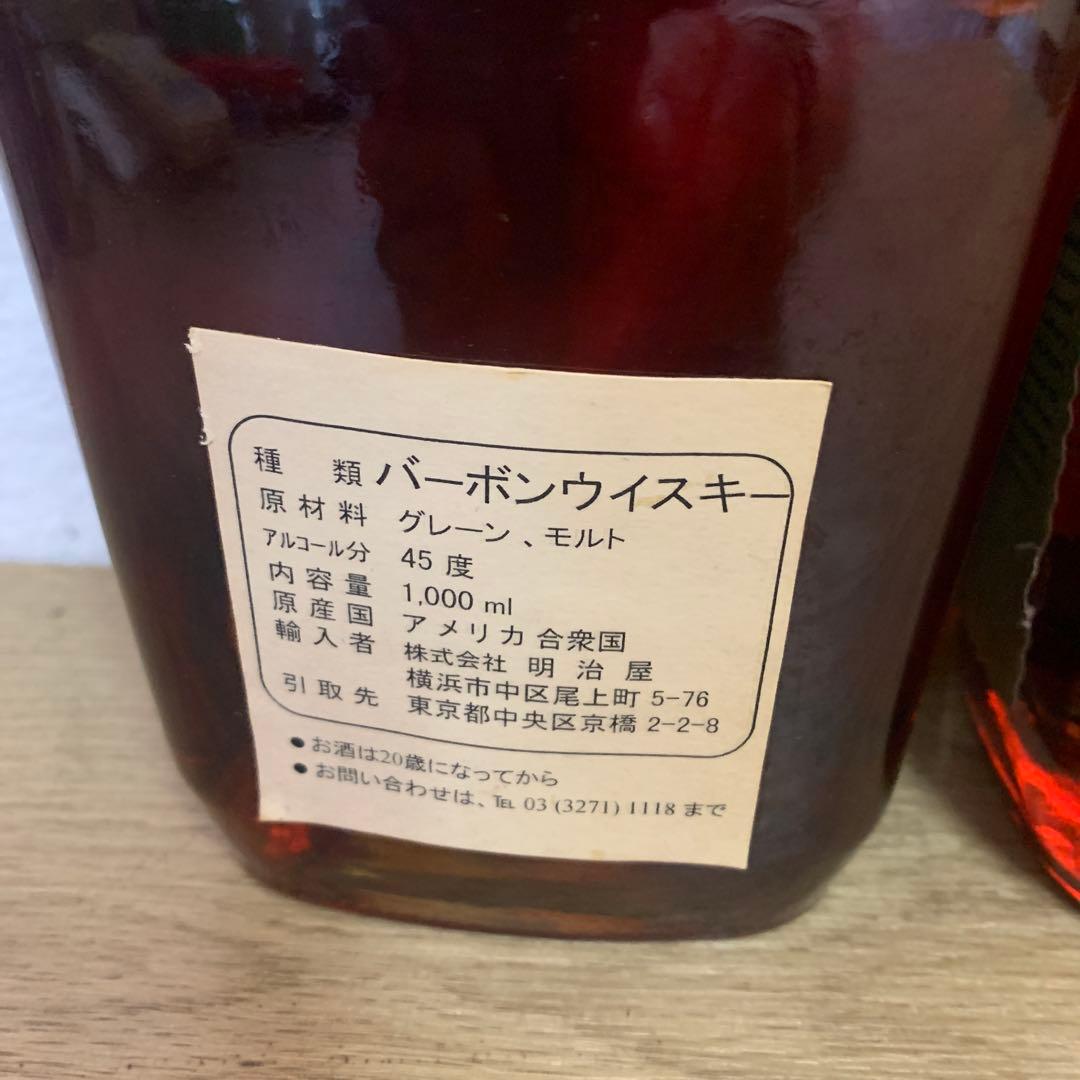 種類 バーボンウイスキー
原材料 グレーン、モルト
アルコール分 45度
内容量 1,000 ml
原産国 アメリカ合衆国
輸入者 株式会社 明治屋
横浜市中区尾上町 5-76
引取先 東京都中央区京橋 2-2-8
● お酒は20歳になってから
● お問い合わせは、℡ 03 (3271) 1118 まで